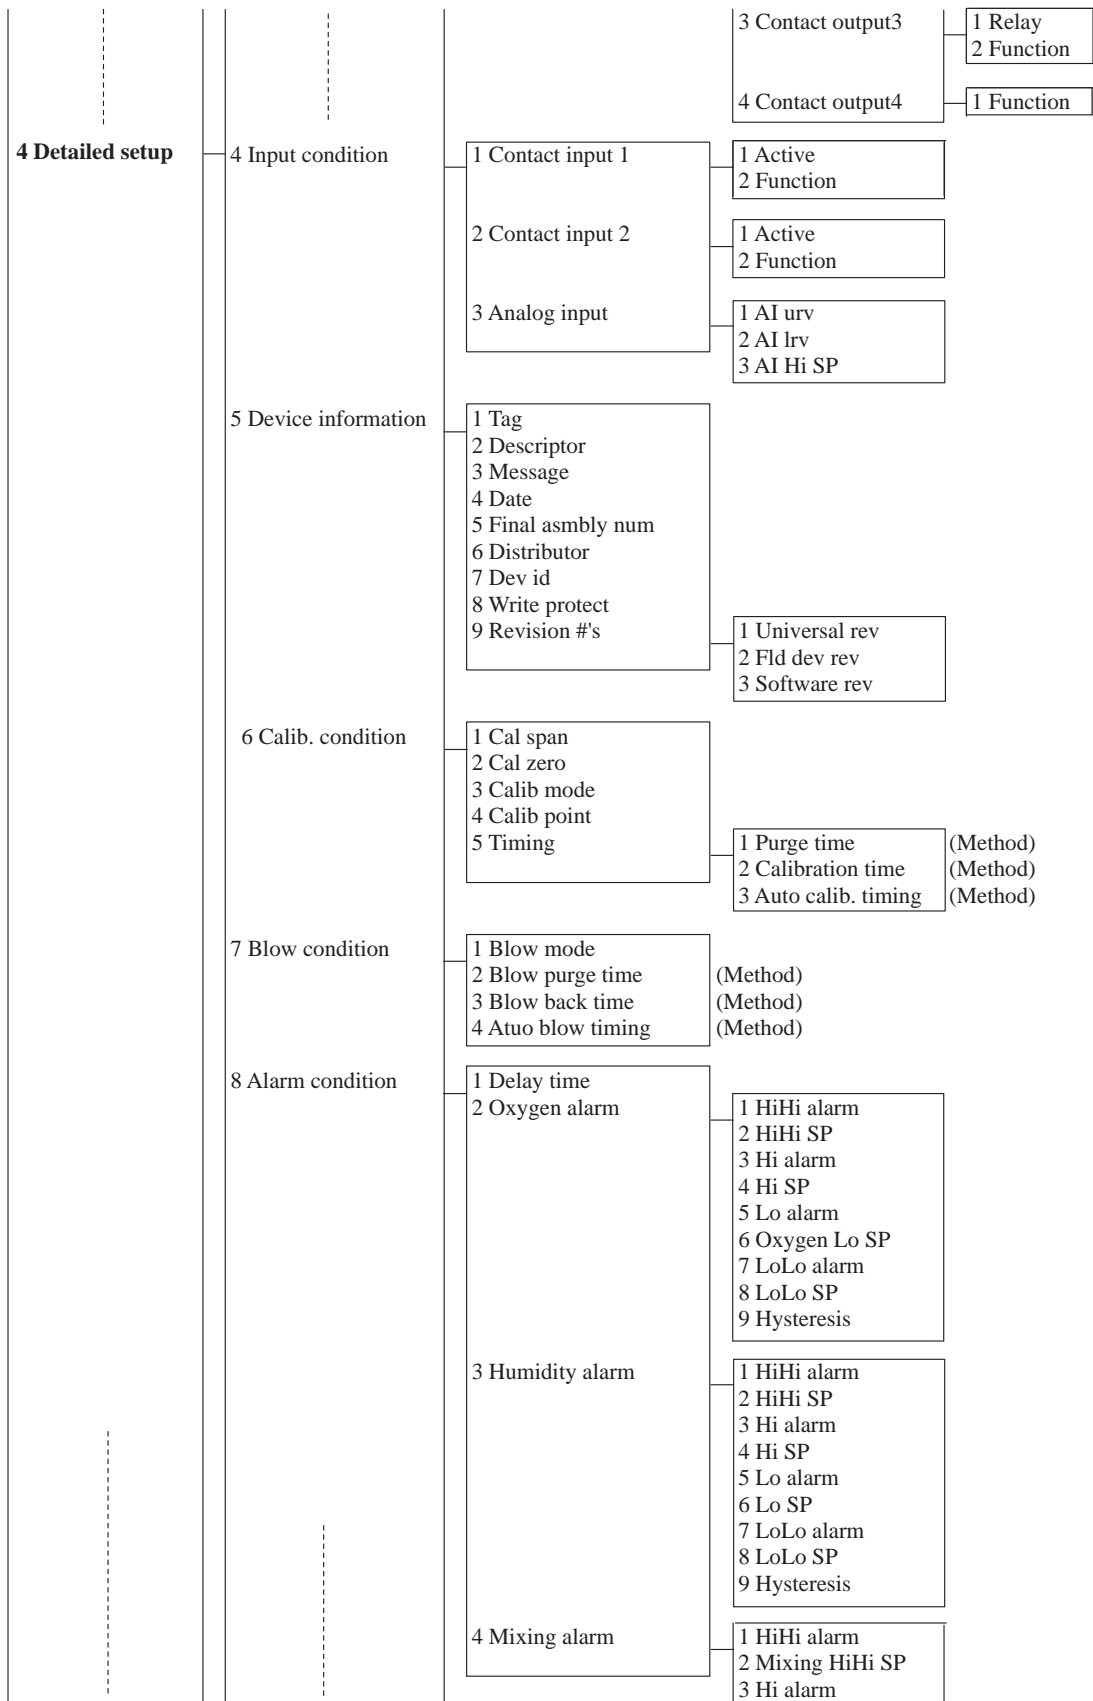 3 Contact output3
1 Relay
2 Function
4 Contact output4
1 Function
4 Detailed setup
4 Input condition
1 Contact input 1
1 Active
2 Function
2 Contact input 2
1 Active
2 Function
3 Analog input
1 AI urv
2 AI lrv
3 AI Hi SP
5 Device information
1 Tag
2 Descriptor
3 Message
4 Date
5 Final asmbly num
6 Distributor
7 Dev id
8 Write protect
9 Revision #'s
1 Universal rev
2 Fld dev rev
3 Software rev
6 Calib. condition
1 Cal span
2 Cal zero
3 Calib mode
4 Calib point
5 Timing
1 Purge time (Method)
2 Calibration time (Method)
3 Auto calib. timing (Method)
7 Blow condition
1 Blow mode
2 Blow purge time (Method)
3 Blow back time (Method)
4 Atuo blow timing (Method)
8 Alarm condition
1 Delay time
2 Oxygen alarm
1 HiHi alarm
2 HiHi SP
3 Hi alarm
4 Hi SP
5 Lo alarm
6 Oxygen Lo SP
7 LoLo alarm
8 LoLo SP
9 Hysteresis
3 Humidity alarm
1 HiHi alarm
2 HiHi SP
3 Hi alarm
4 Hi SP
5 Lo alarm
6 Lo SP
7 LoLo alarm
8 LoLo SP
9 Hysteresis
4 Mixing alarm
1 HiHi alarm
2 Mixing HiHi SP
3 Hi alarm